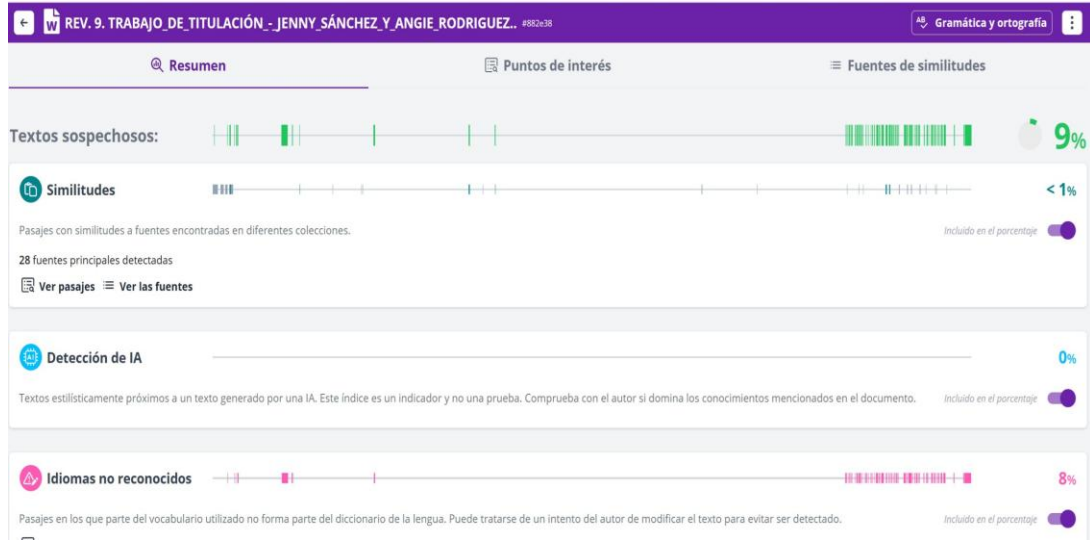 REV. 9. TRABAJO_DE_TITULACIÓN_-_JENNY_SÁNCHEZ_Y_ANGIE_RODRIGUEZ.. #882e38
Gramática y ortografía
Resumen
Puntos de interés
Fuentes de similitudes
Textos sospechosos:
9%
Similitudes
< 1%
Pasajes con similitudes a fuentes encontradas en diferentes colecciones.
Incluido en el porcentaje
28 fuentes principales detectadas
Ver pasajes
Ver las fuentes
Detección de IA
0%
Textos estilísticamente próximos a un texto generado por una IA. Este índice es un indicador y no una prueba. Comprueba con el autor si domina los conocimientos mencionados en el documento.
Incluido en el porcentaje
Idiomas no reconocidos
8%
Pasajes en los que parte del vocabulario utilizado no forma parte del diccionario de la lengua. Puede tratarse de un intento del autor de modificar el texto para evitar ser detectado.
Incluido en el porcentaje